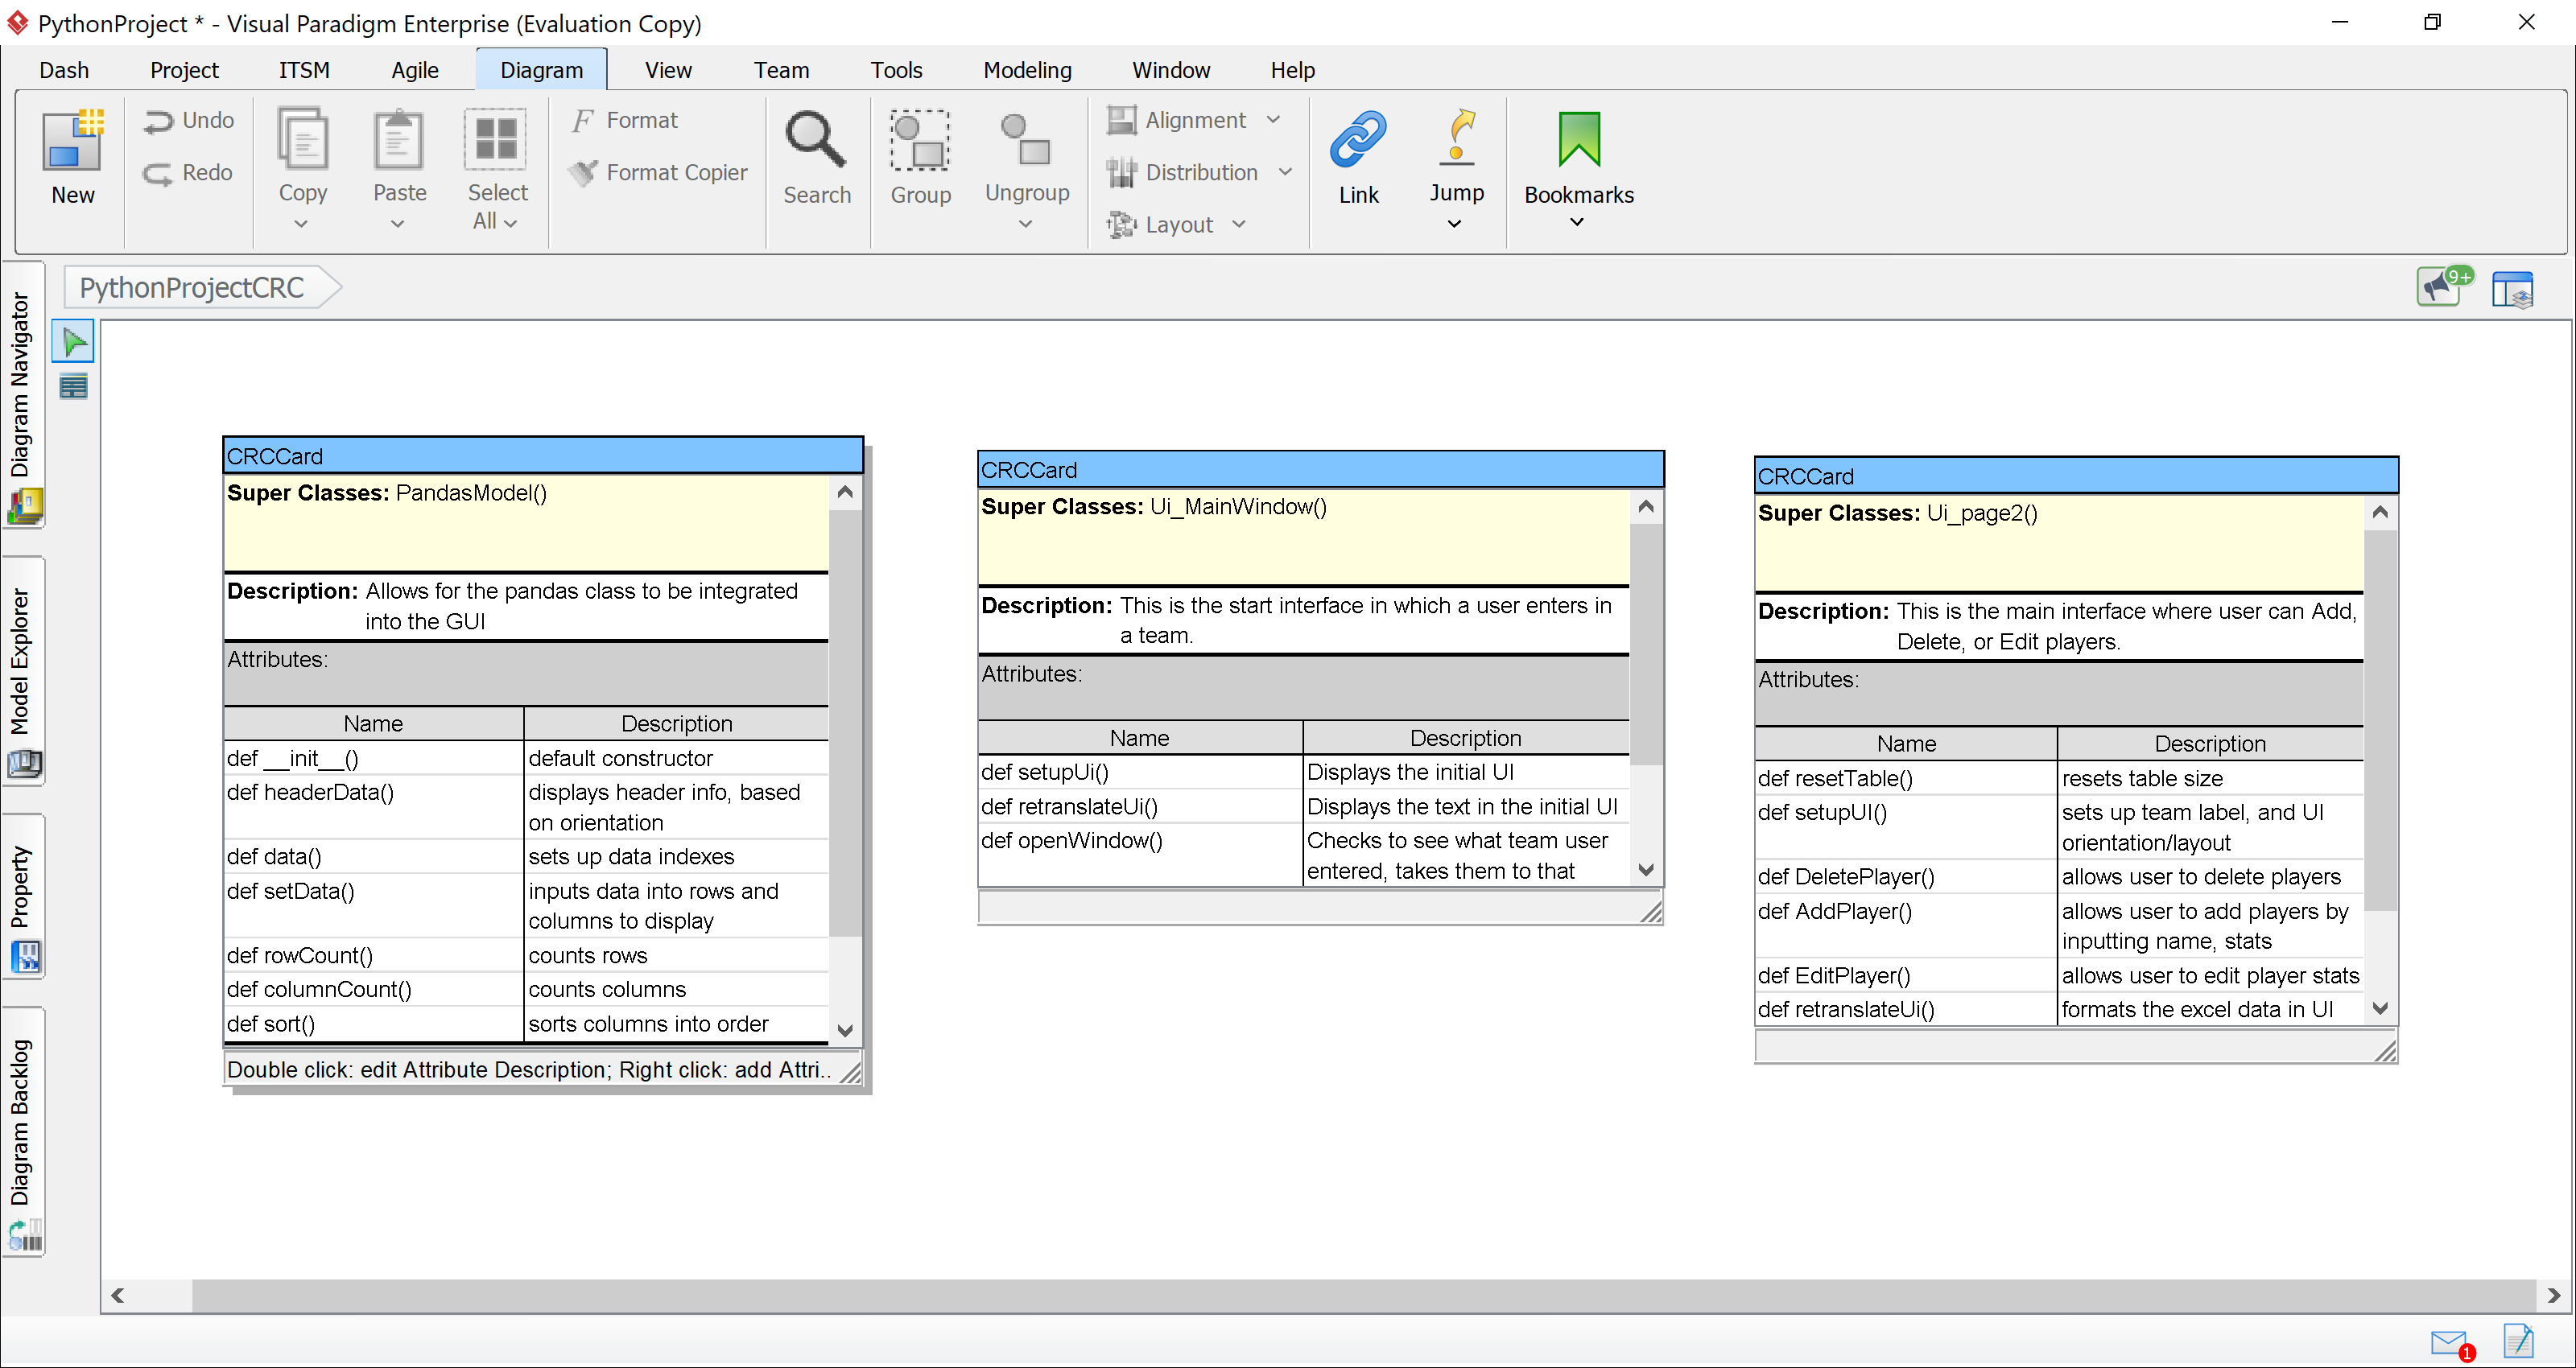 PythonProject * - Visual Paradigm Enterprise (Evaluation Copy)
Dash Project ITSM Agile Diagram View Team Tools Modeling Window Help
New
Undo
Redo
Copy
Paste
Select
All
Format
Format Copier
Search
Group
Ungroup
Alignment
Distribution
Layout
Link
Jump
Bookmarks
PythonProjectCRC
9+
Diagram Navigator
Model Explorer
Property
Diagram Backlog
CRCCard
Super Classes: PandasModel()
Description: Allows for the pandas class to be integrated
into the GUI
Attributes:
Name Description
def __init__() default constructor
def headerData() displays header info, based
on orientation
def data() sets up data indexes
def setData() inputs data into rows and
columns to display
def rowCount() counts rows
def columnCount() counts columns
def sort() sorts columns into order
Double click: edit Attribute Description; Right click: add Attri..
CRCCard
Super Classes: Ui_MainWindow()
Description: This is the start interface in which a user enters in
a team.
Attributes:
Name Description
def setupUi() Displays the initial UI
def retranslateUi() Displays the text in the initial UI
def openWindow() Checks to see what team user
entered, takes them to that
CRCCard
Super Classes: Ui_page2()
Description: This is the main interface where user can Add,
Delete, or Edit players.
Attributes:
Name Description
def resetTable() resets table size
def setupUI() sets up team label, and UI
orientation/layout
def DeletePlayer() allows user to delete players
def AddPlayer() allows user to add players by
inputting name, stats
def EditPlayer() allows user to edit player stats
def retranslateUi() formats the excel data in UI
1